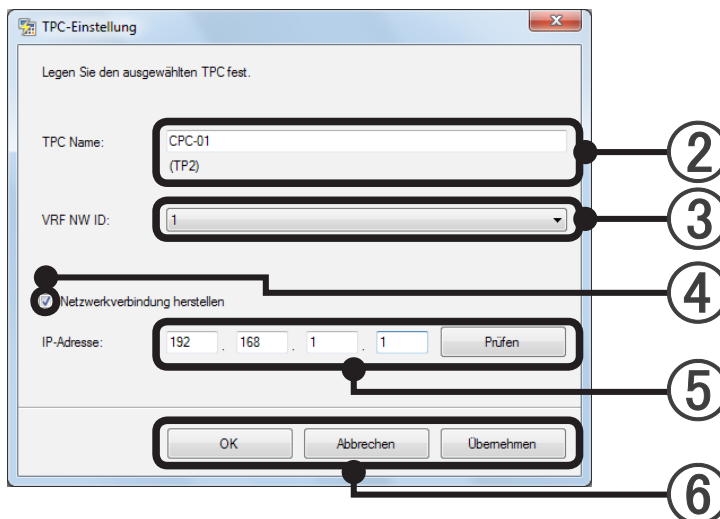 TPC-Einstellung
Legen Sie den ausgewählten TPC fest.
TPC Name:
CPC-01
(TP2)
②
VRF NW ID:
1
③
④
Netzwerkverbindung herstellen
IP-Adresse:
192 . 168 . 1 . 1
Prüfen
⑤
OK
Abbrechen
Übernehmen
⑥